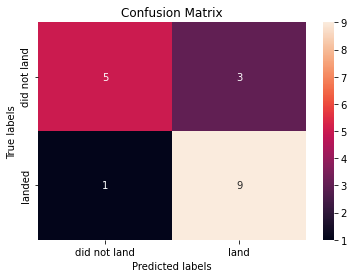 Confusion Matrix
True labels
did not land
5
3
landed
1
9
did not land
land
Predicted labels
9
8
7
6
5
4
3
2
1